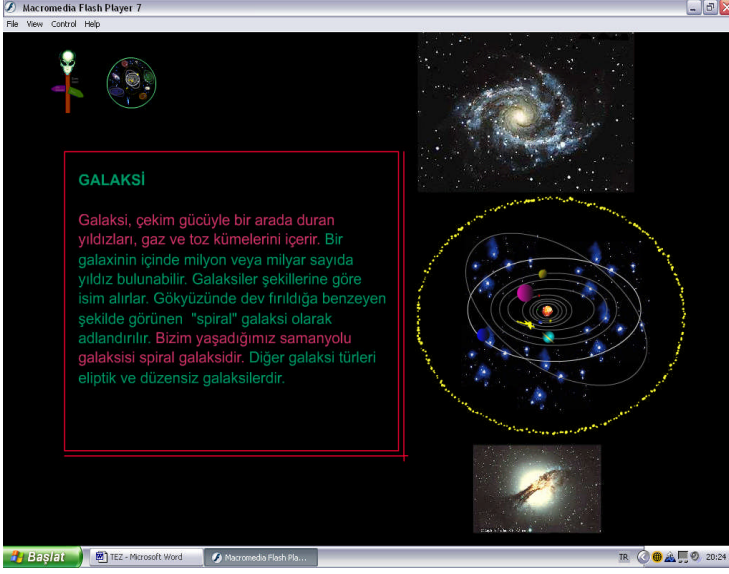 Macromedia Flash Player 7
File View Control Help
GALAKSİ
Galaksi, çekim gücüyle bir arada duran
yıldızları, gaz ve toz kümelerini içerir. Bir
galaxinin içinde milyon veya milyar sayıda
yıldız bulunabilir. Galaksiler şekillerine göre
isim alırlar. Gökyüzünde dev fırıldığa benzeyen
şekilde görünen "spiral" galaksi olarak
adlandırılır. Bizim yaşadığımız samanyolu
galaksisi spiral galaksidir. Diğer galaksi türleri
eliptik ve düzensiz galaksilerdir.
Başlat
TEZ - Microsoft Word
Macromedia Flash Pla...
TR
20:24